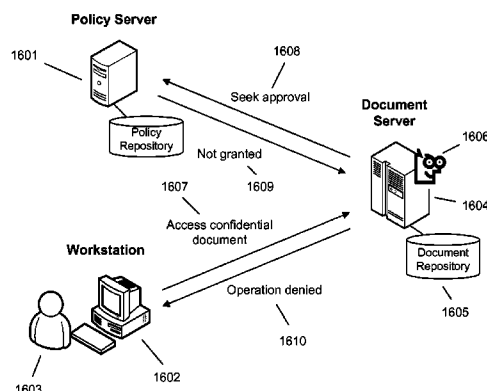 Policy Server
1601
1608
Seek approval
Document
Server
Policy
Repository
1606
Not granted
1607
1609
1604
Access confidential
document
Workstation
Document
Repository
Operation denied
1605
1610
1602
1603